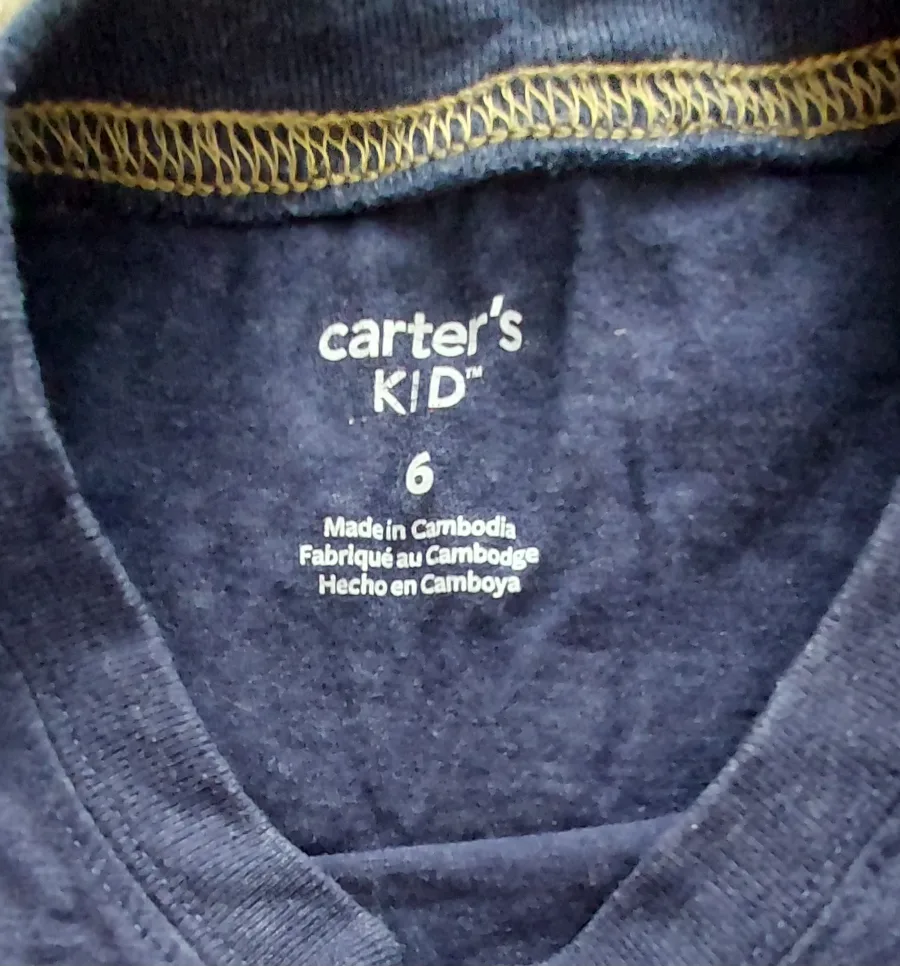 carter's
KID™
6
Made in Cambodia
Fabriqué au Cambodge
Hecho en Camboya